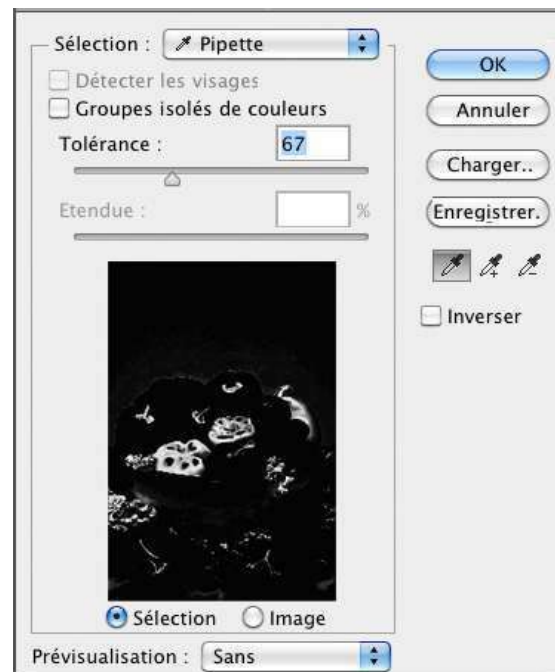 Sélection : Pipette
Détecter les visages
Groupes isolés de couleurs
Tolérance : 67
Etendue : %
Sélection Image
Prévisualisation : Sans
OK
Annuler
Charger..
Enregistrer.
Inverser